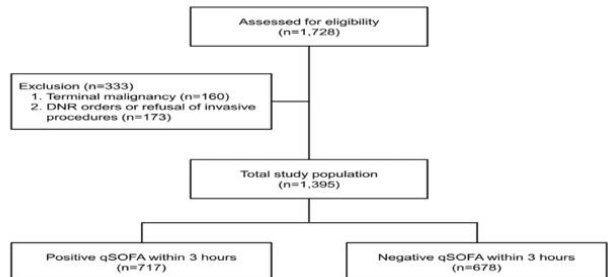 Assessed for eligibility
(n=1,728)
Exclusion (n=333)
1. Terminal malignancy (n=160)
2. DNR orders or refusal of invasive
procedures (n=173)
Total study population
(n=1,395)
Positive qSOFA within 3 hours
(n=717)
Negative qSOFA within 3 hours
(n=678)